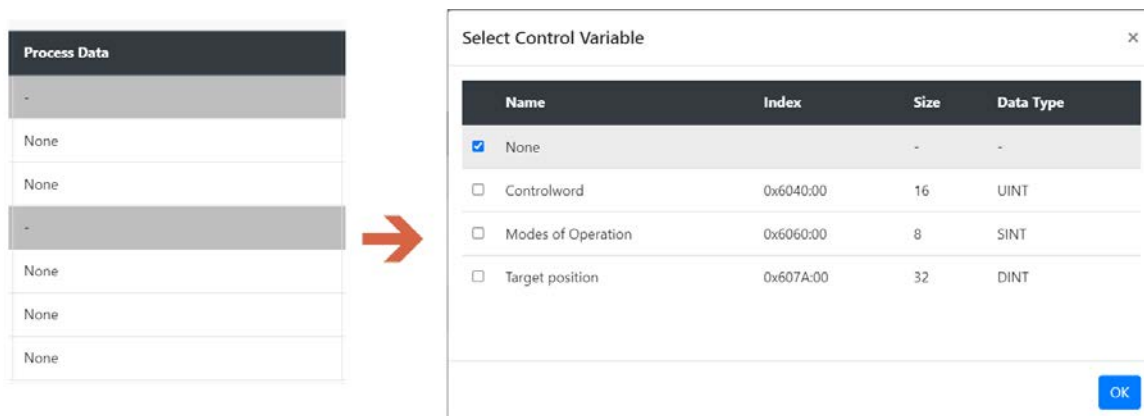 Process Data
-
None
None
-
None
None
None
Select Control Variable ×
Name Index Size Data Type
None - -
Controlword 0x6040:00 16 UINT
Modes of Operation 0x6060:00 8 SINT
Target position 0x607A:00 32 DINT
OK